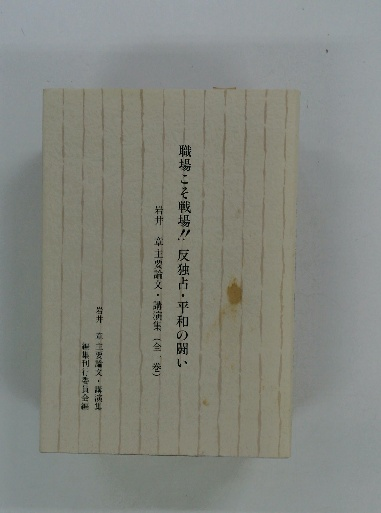 職場こそ戦場!! 反独占・平和の闘い
岩井 章主要論文・講演集(全 巻)
岩井 章主要論文・講演集
編集刊行委員会編